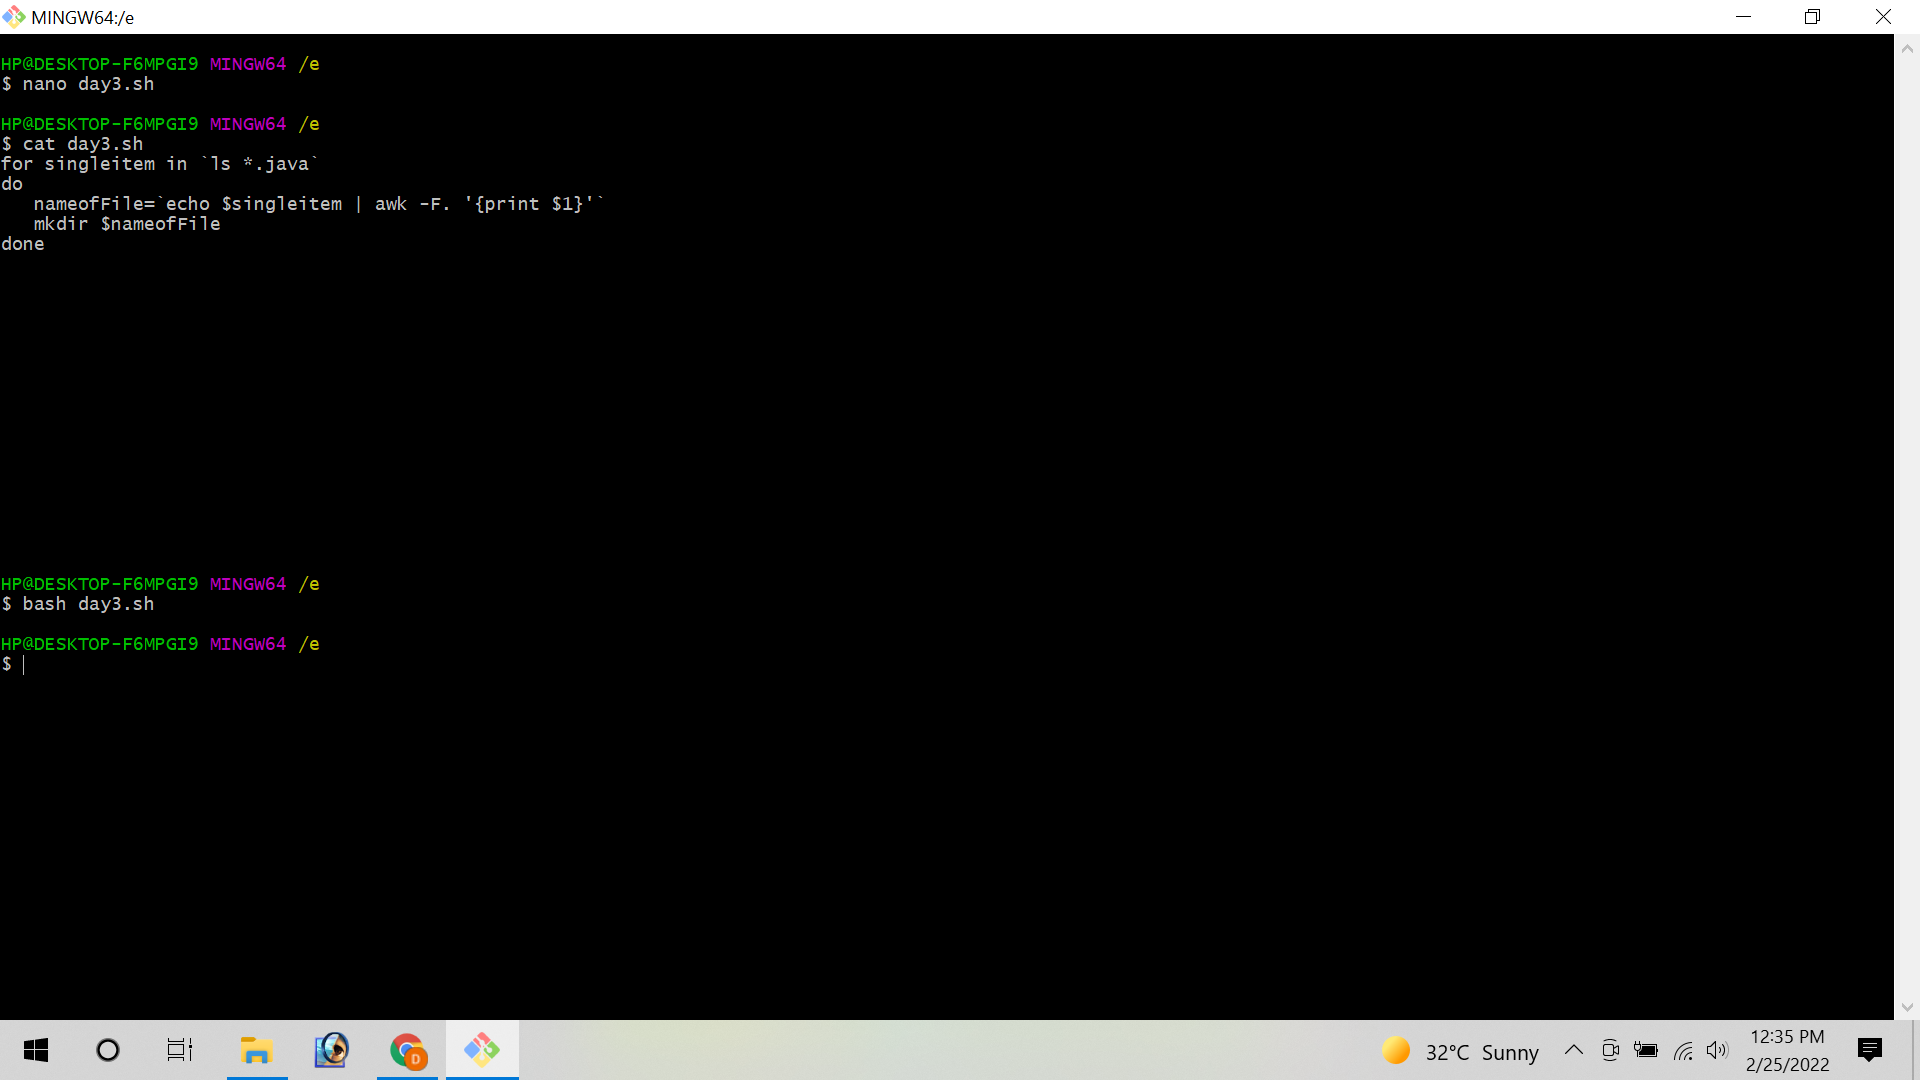 MINGW64:/e
HP@DESKTOP-F6MPGI9 MINGW64 /e
$ nano day3.sh
HP@DESKTOP-F6MPGI9 MINGW64 /e
$ cat day3.sh
for singleitem in `ls *.java`
do
   nameofFile=`echo $singleitem | awk -F. '{print $1}'`
   mkdir $nameofFile
done
HP@DESKTOP-F6MPGI9 MINGW64 /e
$ bash day3.sh
HP@DESKTOP-F6MPGI9 MINGW64 /e
$
D
32°C Sunny
12:35 PM
2/25/2022